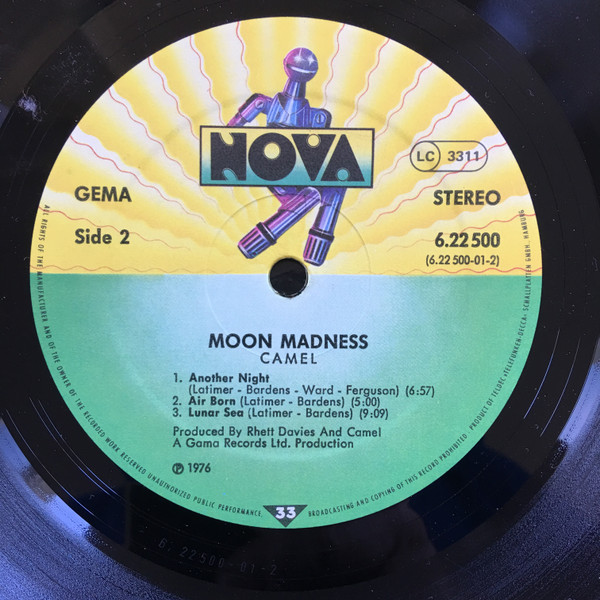 NOVA
LC 3311
GEMA
STEREO
Side 2
6.22 500
(6.22 500-01-2)
MOON MADNESS
CAMEL
1. Another Night
(Latimer - Bardens - Ward - Ferguson) (6:57)
2. Air Born (Latimer - Bardens) (5:00)
3. Lunar Sea (Latimer - Bardens) (9:09)
Produced By Rhett Davies And Camel
A Gama Records Ltd. Production
℗ 1976
33
ALL RIGHTS OF THE MANUFACTURER AND OF THE OWNER OF THE RECORDED WORK RESERVED UNAUTHORIZED PUBLIC PERFORMANCE, BROADCASTING AND COPYING OF THIS RECORD PROHIBITED · PRODUCT OF TELDEC »TELEFUNKEN-DECCA« SCHALLPLATTEN GMBH, HAMBURG
6.22500-01-2